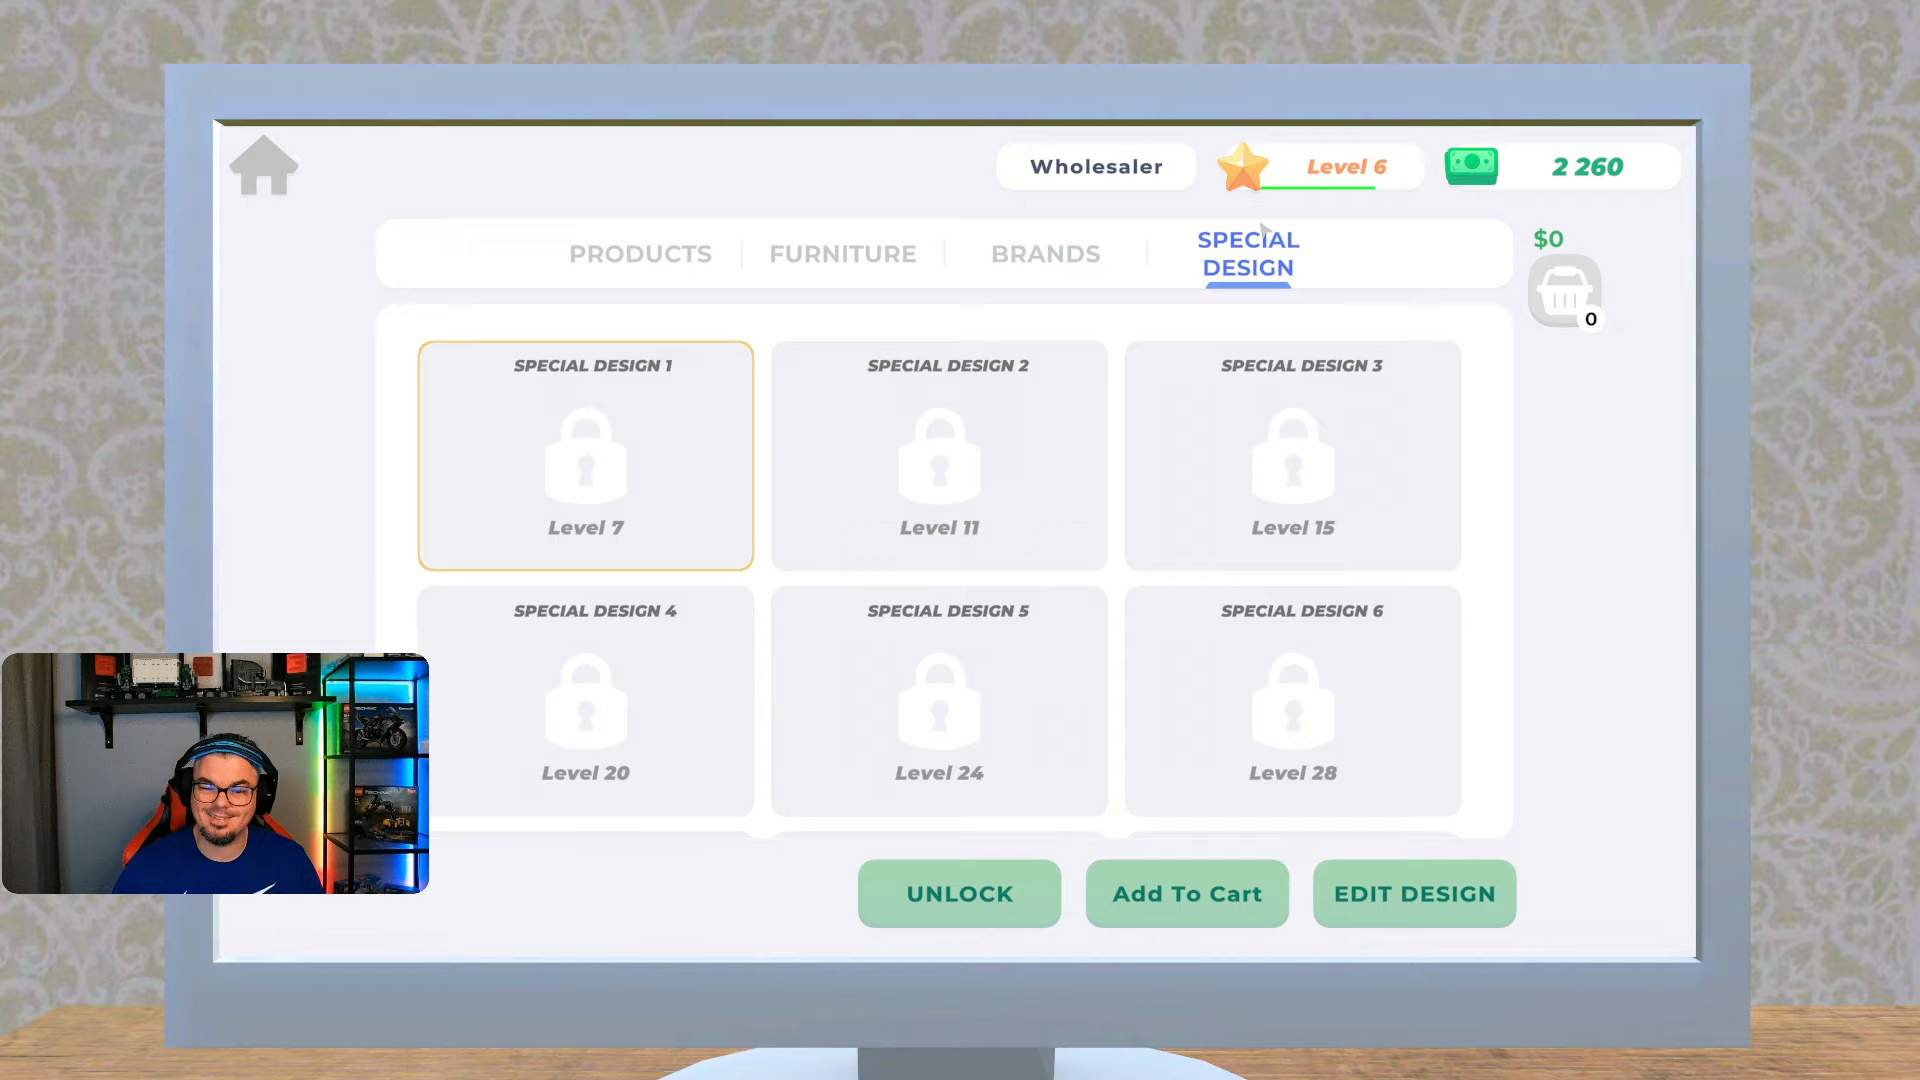 Wholesaler
Level 6
2 260
PRODUCTS
FURNITURE
BRANDS
SPECIAL
DESIGN
$0
0
SPECIAL DESIGN 1
Level 7
SPECIAL DESIGN 2
Level 11
SPECIAL DESIGN 3
Level 15
SPECIAL DESIGN 4
Level 20
SPECIAL DESIGN 5
Level 24
SPECIAL DESIGN 6
Level 28
UNLOCK
Add To Cart
EDIT DESIGN
TECHNIC
TECHNIC